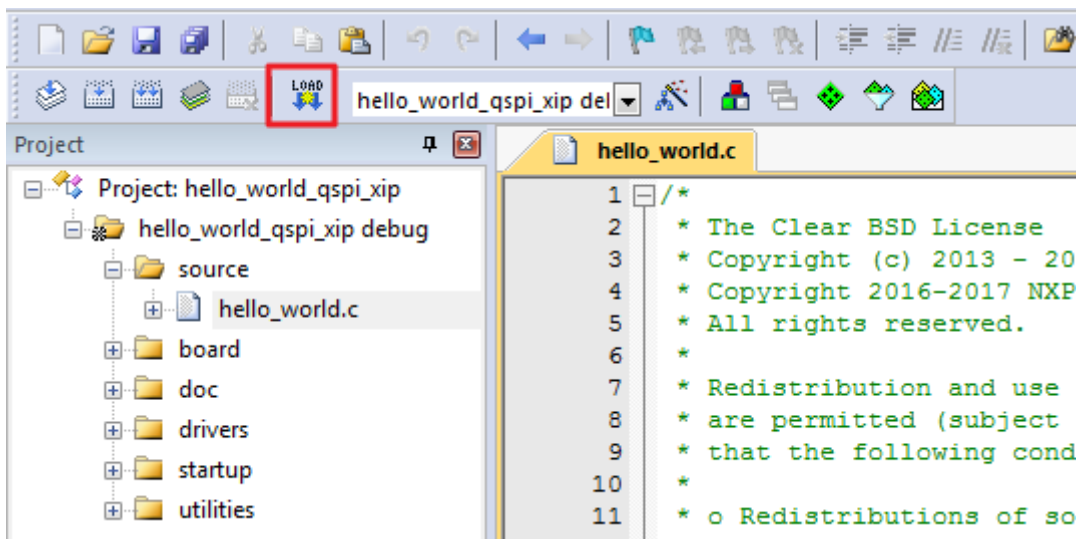 LOAD
hello_world_qspi_xip del
Project
hello_world.c
Project: hello_world_qspi_xip
hello_world_qspi_xip debug
source
hello_world.c
board
doc
drivers
startup
utilities
1 /*
2 * The Clear BSD License
3 * Copyright (c) 2013 - 20
4 * Copyright 2016-2017 NXP
5 * All rights reserved.
6 *
7 * Redistribution and use
8 * are permitted (subject
9 * that the following cond
10 *
11 * o Redistributions of so